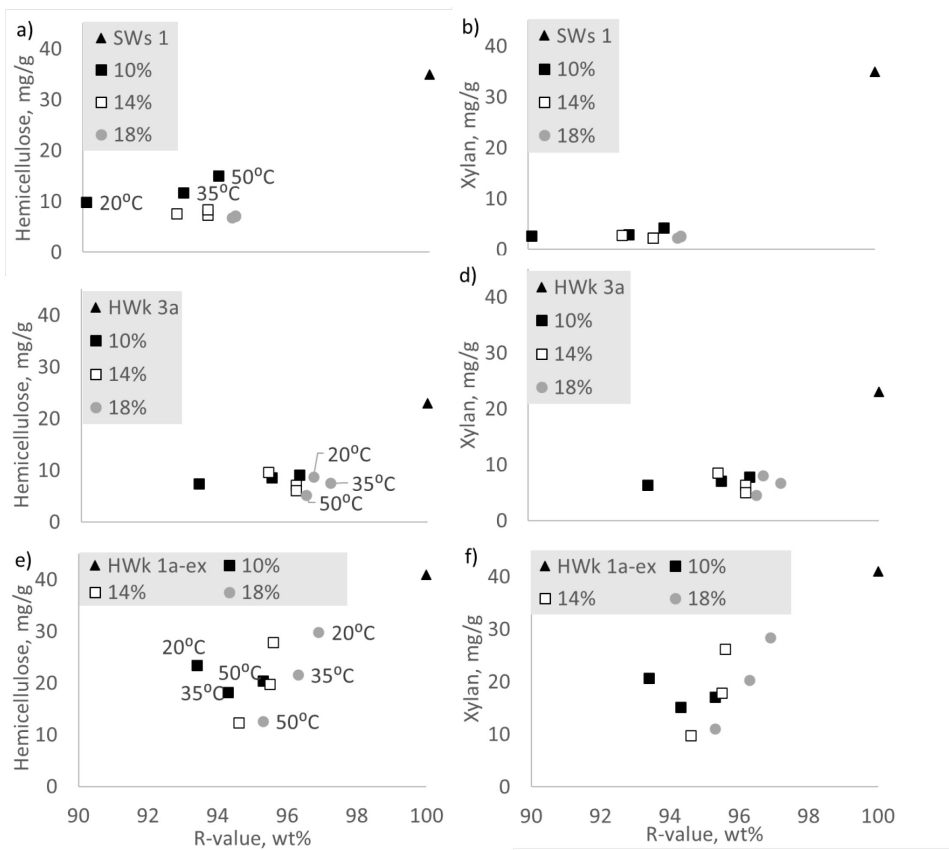 a)
Hemicellulose, mg/g
40
30
20
10
0
SWs 1
10%
14%
18%
20°C
35°C
50°C
b)
Xylan, mg/g
40
30
20
10
0
SWs 1
10%
14%
18%
Hemicellulose, mg/g
40
30
20
10
0
HWk 3a
10%
14%
18%
20°C
35°C
50°C
d)
Xylan, mg/g
40
30
20
10
0
HWk 3a
10%
14%
18%
e)
Hemicellulose, mg/g
40
30
20
10
0
HWk 1a-ex 10%
14% 18%
20°C
20°C
50°C
35°C
35°C
50°C
90 92 94 96 98 100
R-value, wt%
f)
Xylan, mg/g
40
30
20
10
0
HWk 1a-ex 10%
14% 18%
90 92 94 96 98 100
R-value, wt%